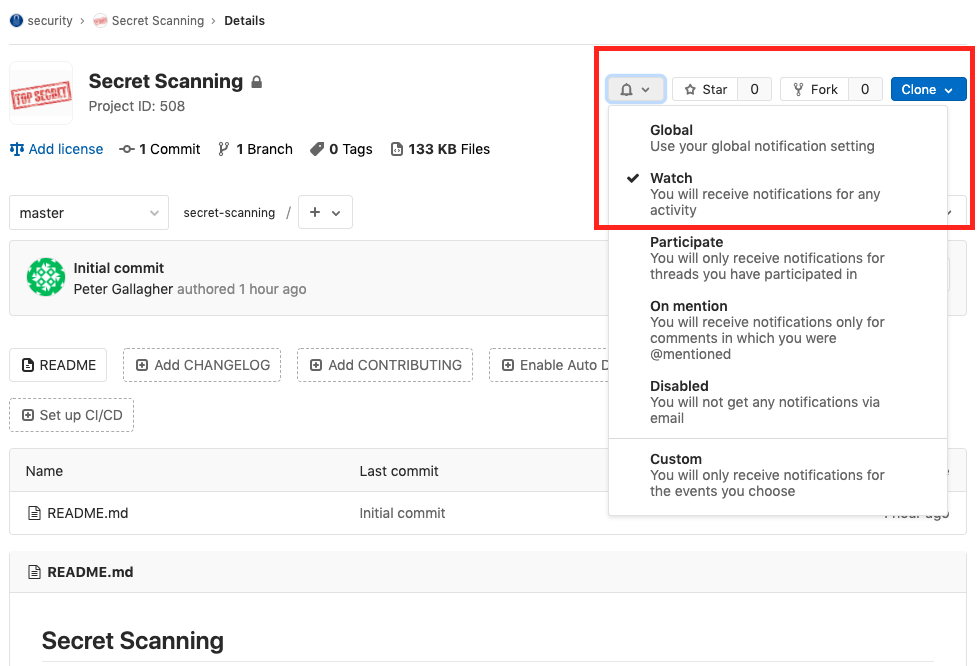 security › Secret Scanning › Details
TOP SECRET
Secret Scanning
Project ID: 508
Star 0 Fork 0 Clone
Add license 1 Commit 1 Branch 0 Tags 133 KB Files
master secret-scanning / +
Initial commit
Peter Gallagher authored 1 hour ago
README Add CHANGELOG Add CONTRIBUTING Enable Auto D
Set up CI/CD
Name Last commit
README.md Initial commit 1 hour ago
README.md
Secret Scanning
Global
Use your global notification setting
Watch
You will receive notifications for any
activity
Participate
You will only receive notifications for
threads you have participated in
On mention
You will receive notifications only for
comments in which you were
@mentioned
Disabled
You will not get any notifications via
email
Custom
You will only receive notifications for
the events you choose